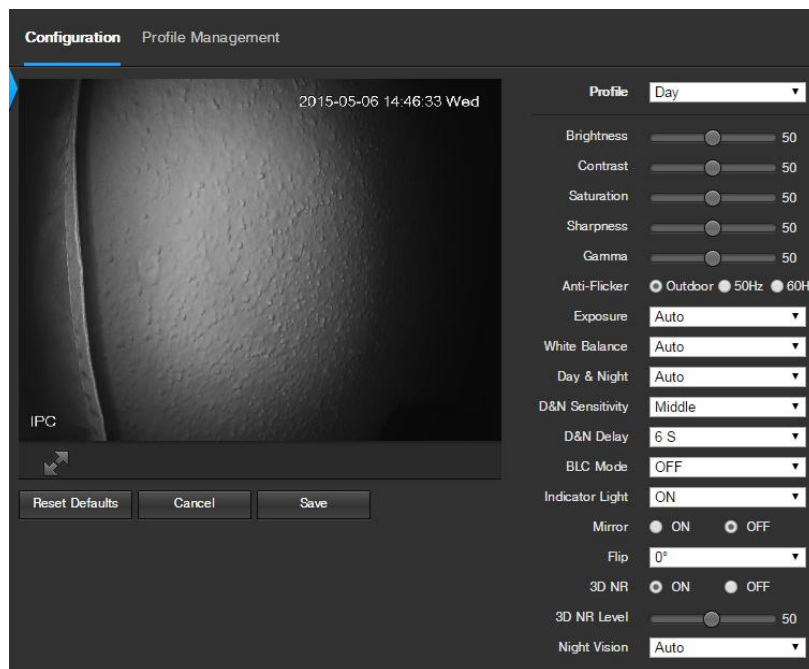 Configuration Profile Management
2015-05-06 14:46:33 Wed
IPC
Reset Defaults Cancel Save
Profile Day
Brightness 50
Contrast 50
Saturation 50
Sharpness 50
Gamma 50
Anti-Flicker Outdoor 50Hz 60H
Exposure Auto
White Balance Auto
Day & Night Auto
D&N Sensitivity Middle
D&N Delay 6 S
BLC Mode OFF
Indicator Light ON
Mirror ON OFF
Flip 0°
3D NR ON OFF
3D NR Level 50
Night Vision Auto